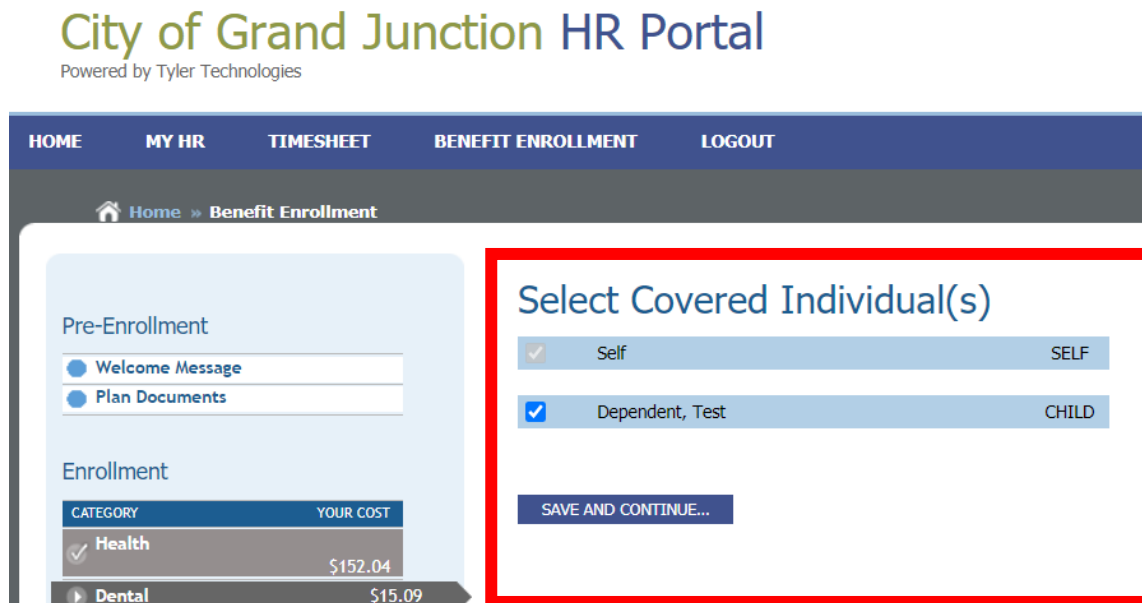 City of Grand Junction HR Portal
Powered by Tyler Technologies
HOME MY HR TIMESHEET BENEFIT ENROLLMENT LOGOUT
Home » Benefit Enrollment
Pre-Enrollment
Welcome Message
Plan Documents
Enrollment
CATEGORY YOUR COST
Health
$152.04
Dental $15.09
Select Covered Individual(s)
Self SELF
Dependent, Test CHILD
SAVE AND CONTINUE...